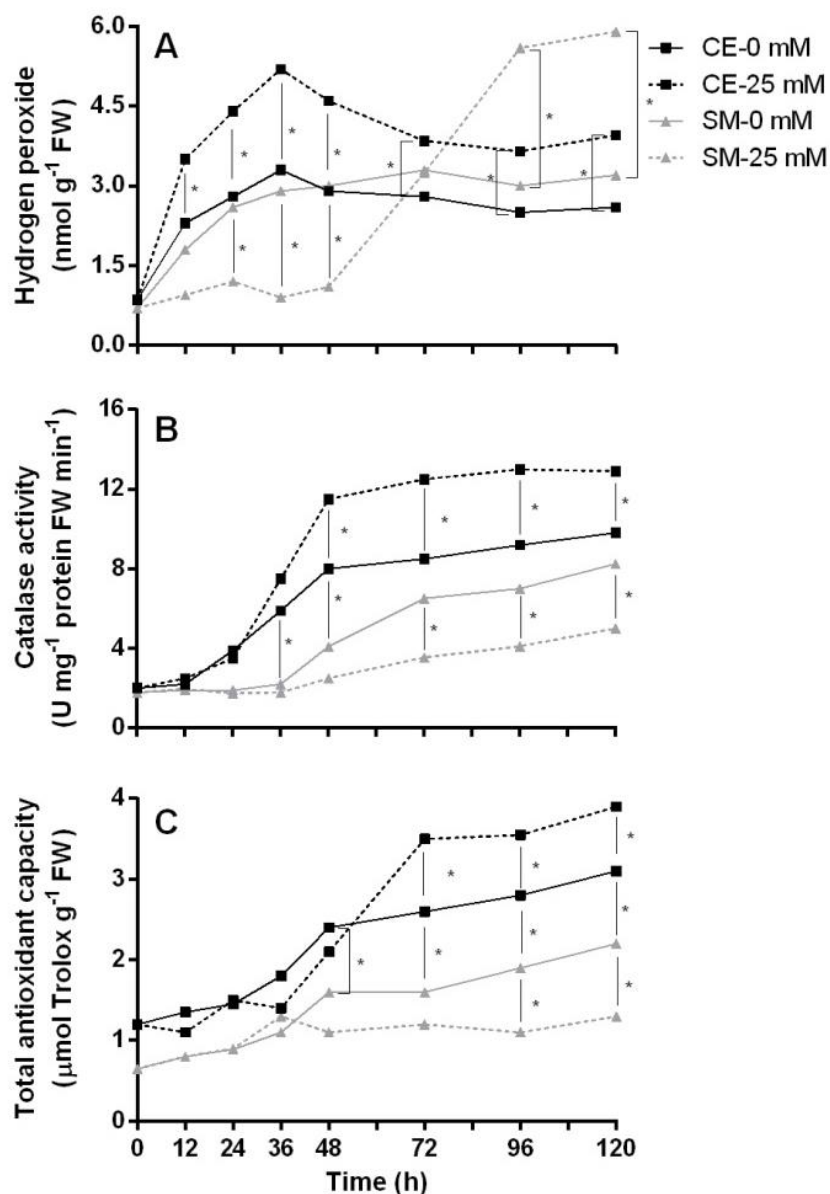 A
Hydrogen peroxide
(nmol g⁻¹ FW)
6.0
4.5
3.0
1.5
0.0
* * * * * * * * * * * *
CE-0 mM
CE-25 mM
SM-0 mM
SM-25 mM
B
Catalase activity
(U mg⁻¹ protein FW min⁻¹)
16
12
8
4
0
* * * * * * * * *
C
Total antioxidant capacity
(µmol Trolox g⁻¹ FW)
4
3
2
1
0
* * * * * * * * *
0 12 24 36 48 72 96 120
Time (h)